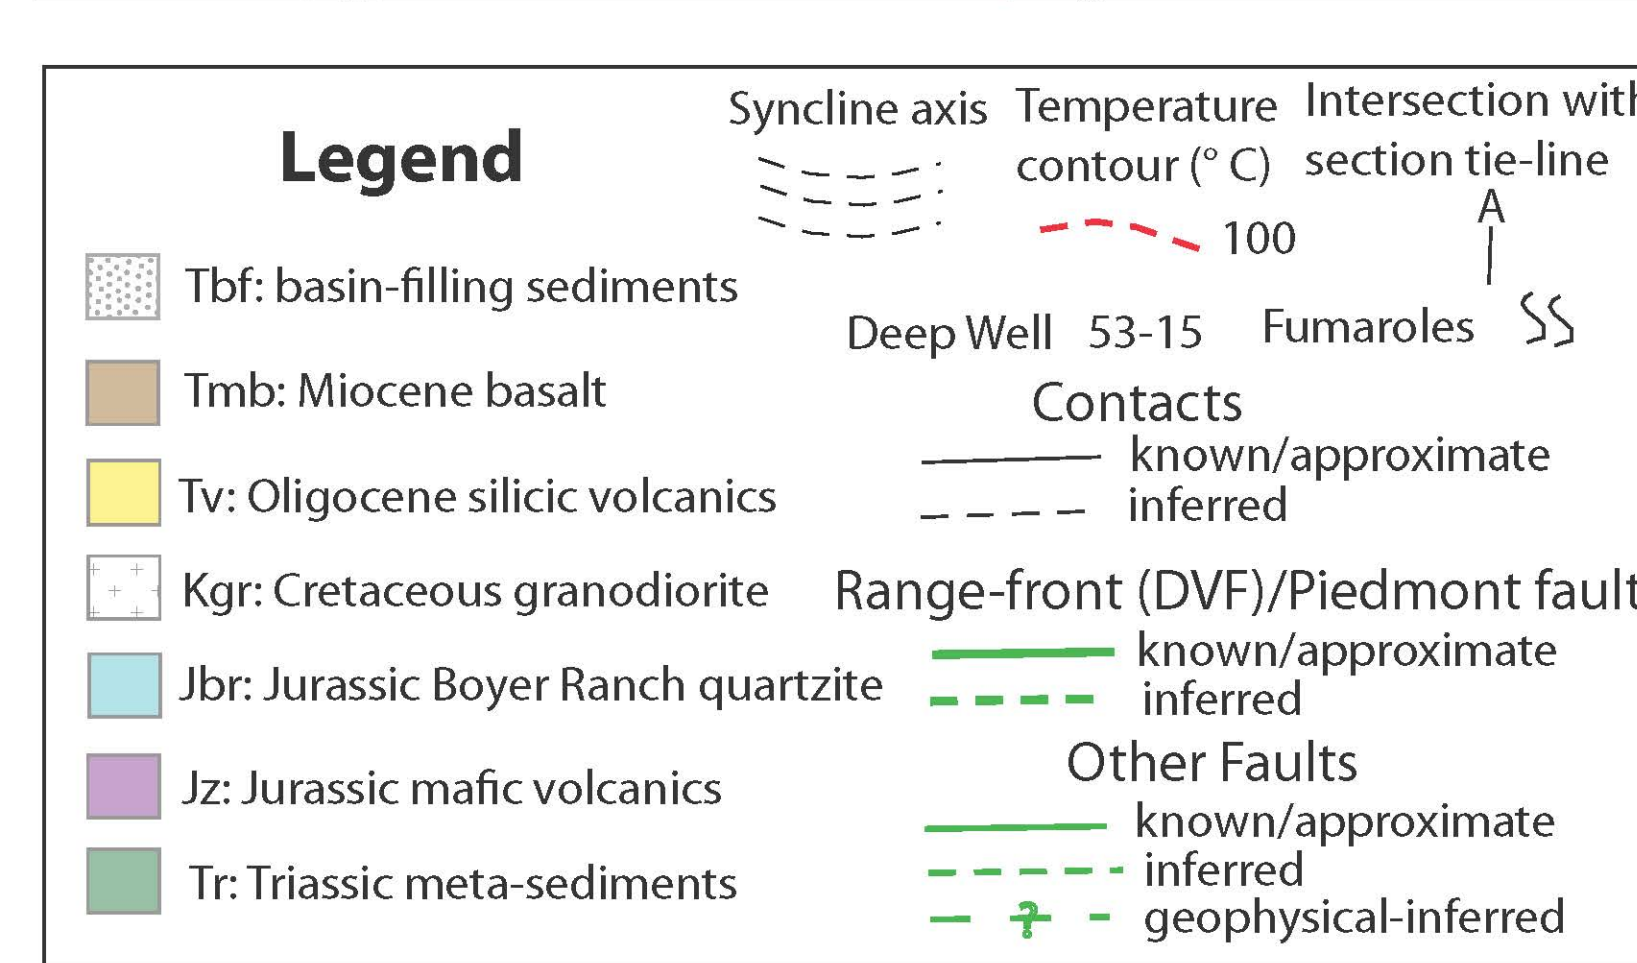 Legend
Tbf: basin-filling sediments
Tmb: Miocene basalt
Tv: Oligocene silicic volcanics
Kgr: Cretaceous granodiorite
Jbr: Jurassic Boyer Ranch quartzite
Jz: Jurassic mafic volcanics
Tr: Triassic meta-sediments
Syncline axis
Temperature
contour (° C)
100
Intersection with
section tie-line
A
Deep Well 53-15
Fumaroles
Contacts
known/approximate
inferred
Range-front (DVF)/Piedmont fault
known/approximate
inferred
Other Faults
known/approximate
inferred
?
geophysical-inferred